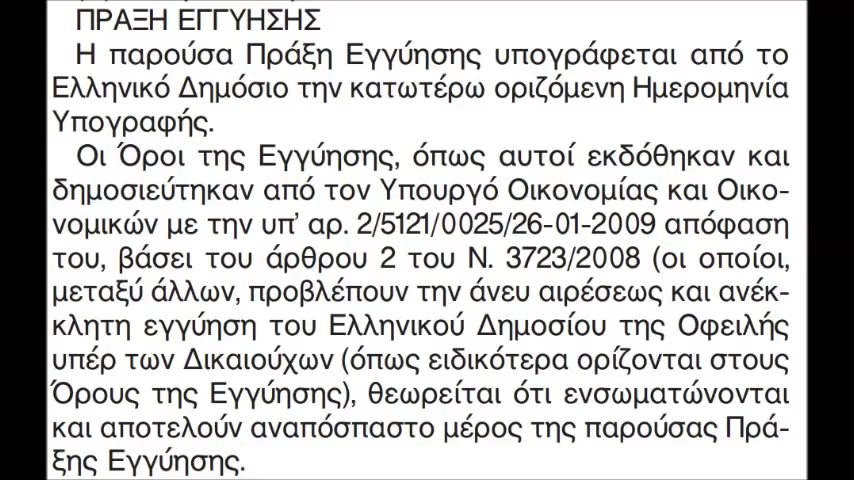 ΠΡΑΞΗ ΕΓΓΥΗΣΗΣ
Η παρούσα Πράξη Εγγύησης υπογράφεται από το
Ελληνικό Δημόσιο την κατωτέρω οριζόμενη Ημερομηνία
Υπογραφής.
Οι Όροι της Εγγύησης, όπως αυτοί εκδόθηκαν και
δημοσιεύτηκαν από τον Υπουργό Οικονομίας και Οικο-
νομικών με την υπ’ αρ. 2/5121/0025/26-01-2009 απόφαση
του, βάσει του άρθρου 2 του Ν. 3723/2008 (οι οποίοι,
μεταξύ άλλων, προβλέπουν την άνευ αιρέσεως και ανέκ-
κλητη εγγύηση του Ελληνικού Δημοσίου της Οφειλής
υπέρ των Δικαιούχων (όπως ειδικότερα ορίζονται στους
Όρους της Εγγύησης), θεωρείται ότι ενσωματώνονται
και αποτελούν αναπόσπαστο μέρος της παρούσας Πρά-
ξης Εγγύησης.